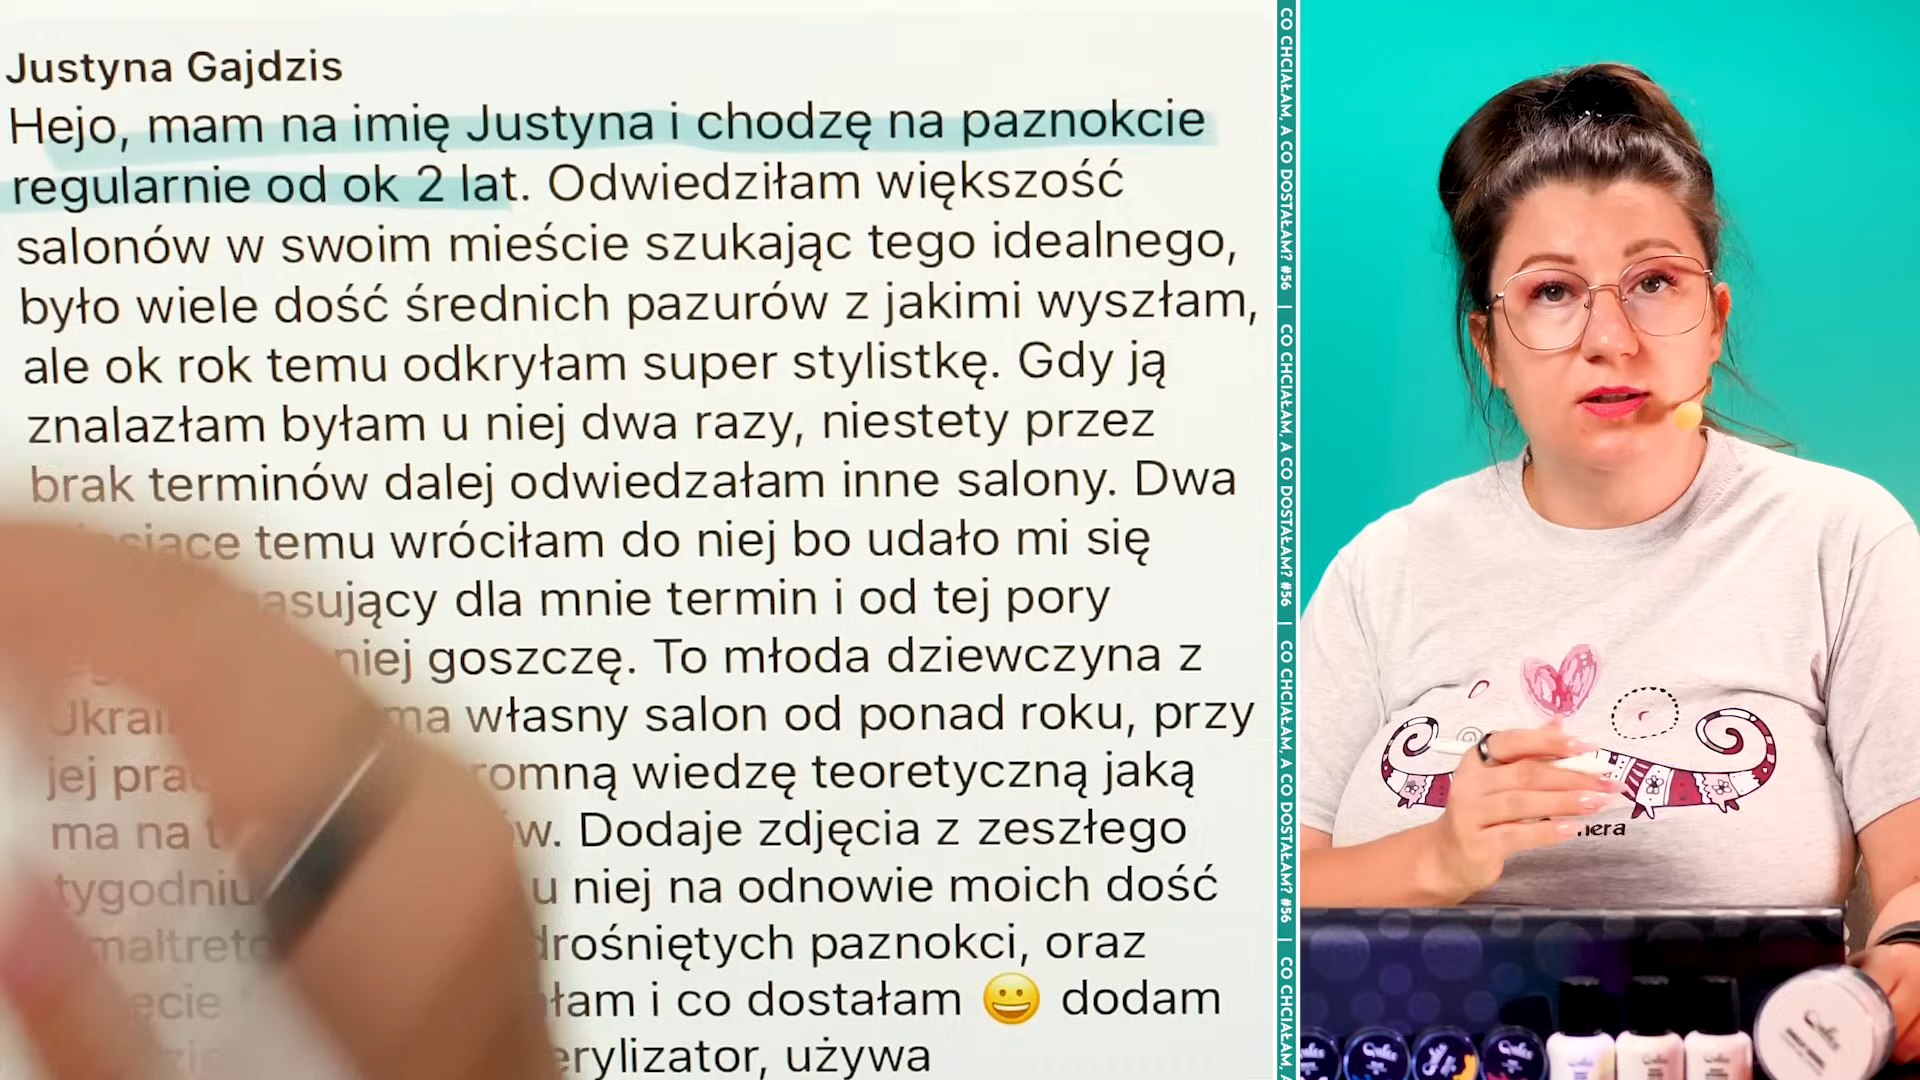 Justyna Gajdzis
Hejo, mam na imię Justyna i chodzę na paznokcie
regularnie od ok 2 lat. Odwiedziłam większość
salonów w swoim mieście szukając tego idealnego,
było wiele dość średnich pazurów z jakimi wyszłam,
ale ok rok temu odkryłam super stylistkę. Gdy ją
znalazłam byłam u niej dwa razy, niestety przez
brak terminów dalej odwiedzałam inne salony. Dwa
temu wróciłam do niej bo udało mi się
dla mnie termin i od tej pory
niej goszczę. To młoda dziewczyna z
ma własny salon od ponad roku, przy
jej wiedzę teoretyczną jaką
ma na Dodaje zdjęcia z zeszłego
tygodniu u niej na odnowie moich dość
paznokci, oraz
i co dostałam 😀 dodam
używa
CO CHCIAŁAM, A CO DOSTAŁAM? #56 | CO CHCIAŁAM, A CO DOSTAŁAM? #56 | CO CHCIAŁAM, A CO DOSTAŁAM? #56 | CO CHCIAŁAM, A